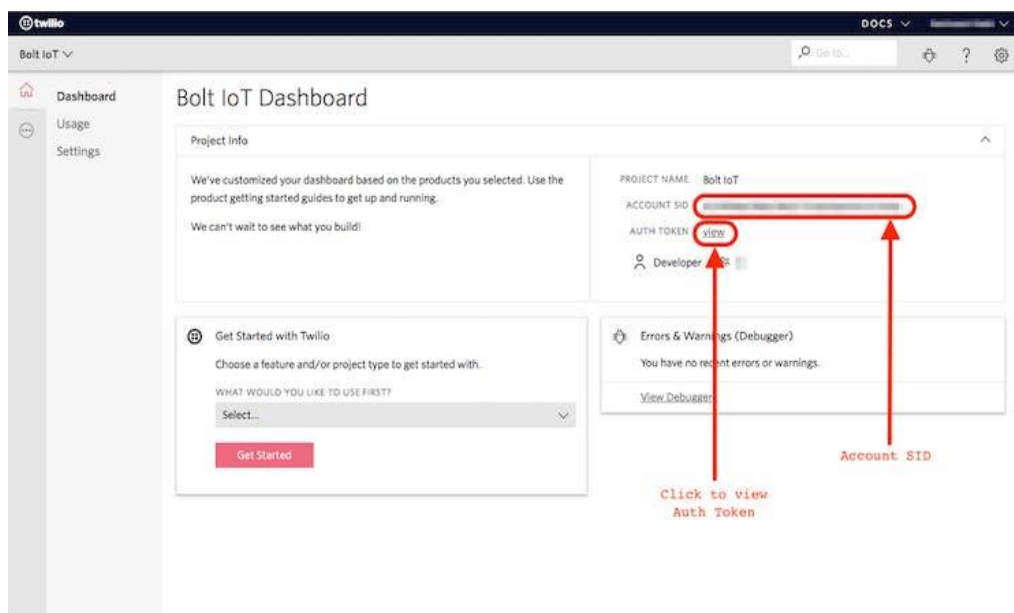 twilio
DOCS
Bolt IoT
Go to...
?
Dashboard
Usage
Settings
Bolt IoT Dashboard
Project Info
We've customized your dashboard based on the products you selected. Use the
product getting started guides to get up and running.
We can't wait to see what you build!
PROJECT NAME Bolt IoT
ACCOUNT SID
AUTH TOKEN view
Developer
Get Started with Twilio
Choose a feature and/or project type to get started with.
WHAT WOULD YOU LIKE TO USE FIRST?
Select...
Get Started
Errors & Warnings (Debugger)
You have no recent errors or warnings.
View Debugger
Account SID
Click to view
Auth Token